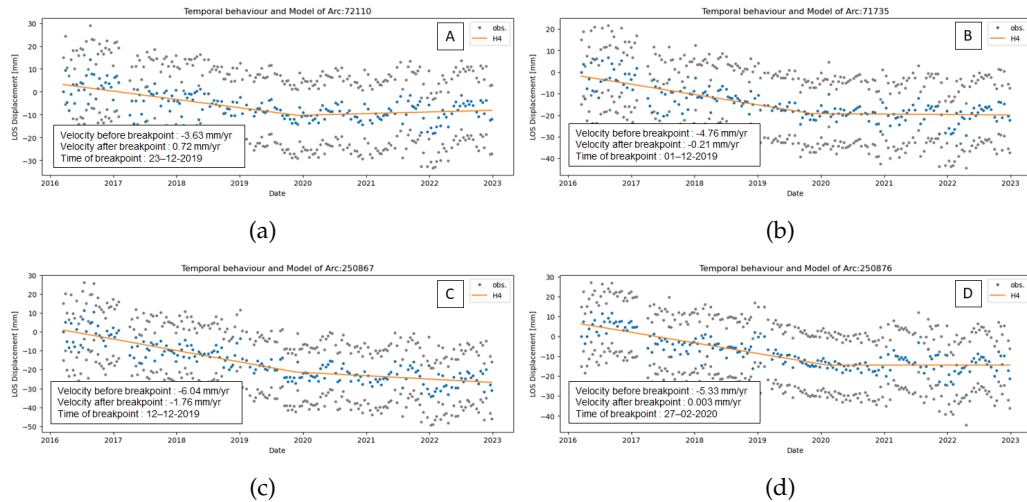 Temporal behaviour and Model of Arc:72110
A
obs.
H4
LOS Displacement [mm]
30
20
10
0
−10
−20
−30
Velocity before breakpoint : -3.63 mm/yr
Velocity after breakpoint : 0.72 mm/yr
Time of breakpoint : 23–12-2019
2016 2017 2018 2019 2020 2021 2022 2023
Date
(a)
Temporal behaviour and Model of Arc:71735
B
obs.
H4
LOS Displacement [mm]
20
10
0
−10
−20
−30
−40
Velocity before breakpoint : -4.76 mm/yr
Velocity after breakpoint : -0.21 mm/yr
Time of breakpoint : 01–12-2019
2016 2017 2018 2019 2020 2021 2022 2023
Date
(b)
Temporal behaviour and Model of Arc:250867
C
obs.
H4
LOS Displacement [mm]
30
20
10
0
−10
−20
−30
−40
−50
Velocity before breakpoint : -6.04 mm/yr
Velocity after breakpoint : -1.76 mm/yr
Time of breakpoint : 12–12-2019
2016 2017 2018 2019 2020 2021 2022 2023
Date
(c)
Temporal behaviour and Model of Arc:250876
D
obs.
H4
LOS Displacement [mm]
30
20
10
0
−10
−20
−30
−40
Velocity before breakpoint : -5.33 mm/yr
Velocity after breakpoint : 0.003 mm/yr
Time of breakpoint : 27–02-2020
2016 2017 2018 2019 2020 2021 2022 2023
Date
(d)